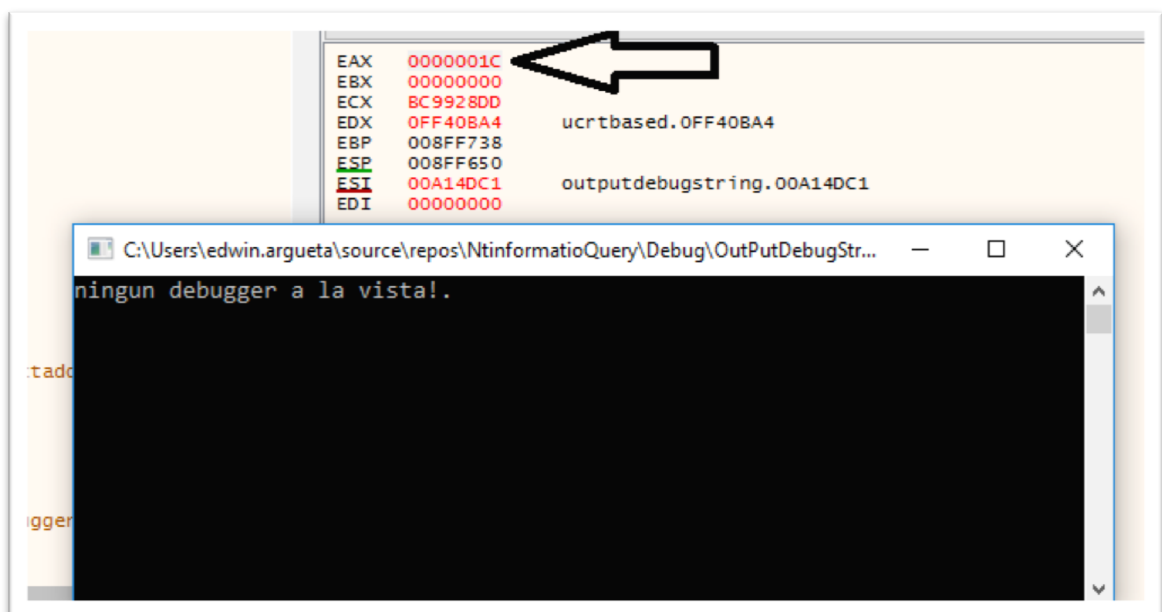 EAX 0000001C
EBX 00000000
ECX BC9928DD
EDX 0FF40BA4 ucrtbased.0FF40BA4
EBP 008FF738
ESP 008FF650
ESI 00A14DC1 outputdebugstring.00A14DC1
EDI 00000000
C:\Users\edwin.argueta\source\repos\NtinformatioQuery\Debug\OutPutDebugStr...
ningun debugger a la vista!.
:tado
igger